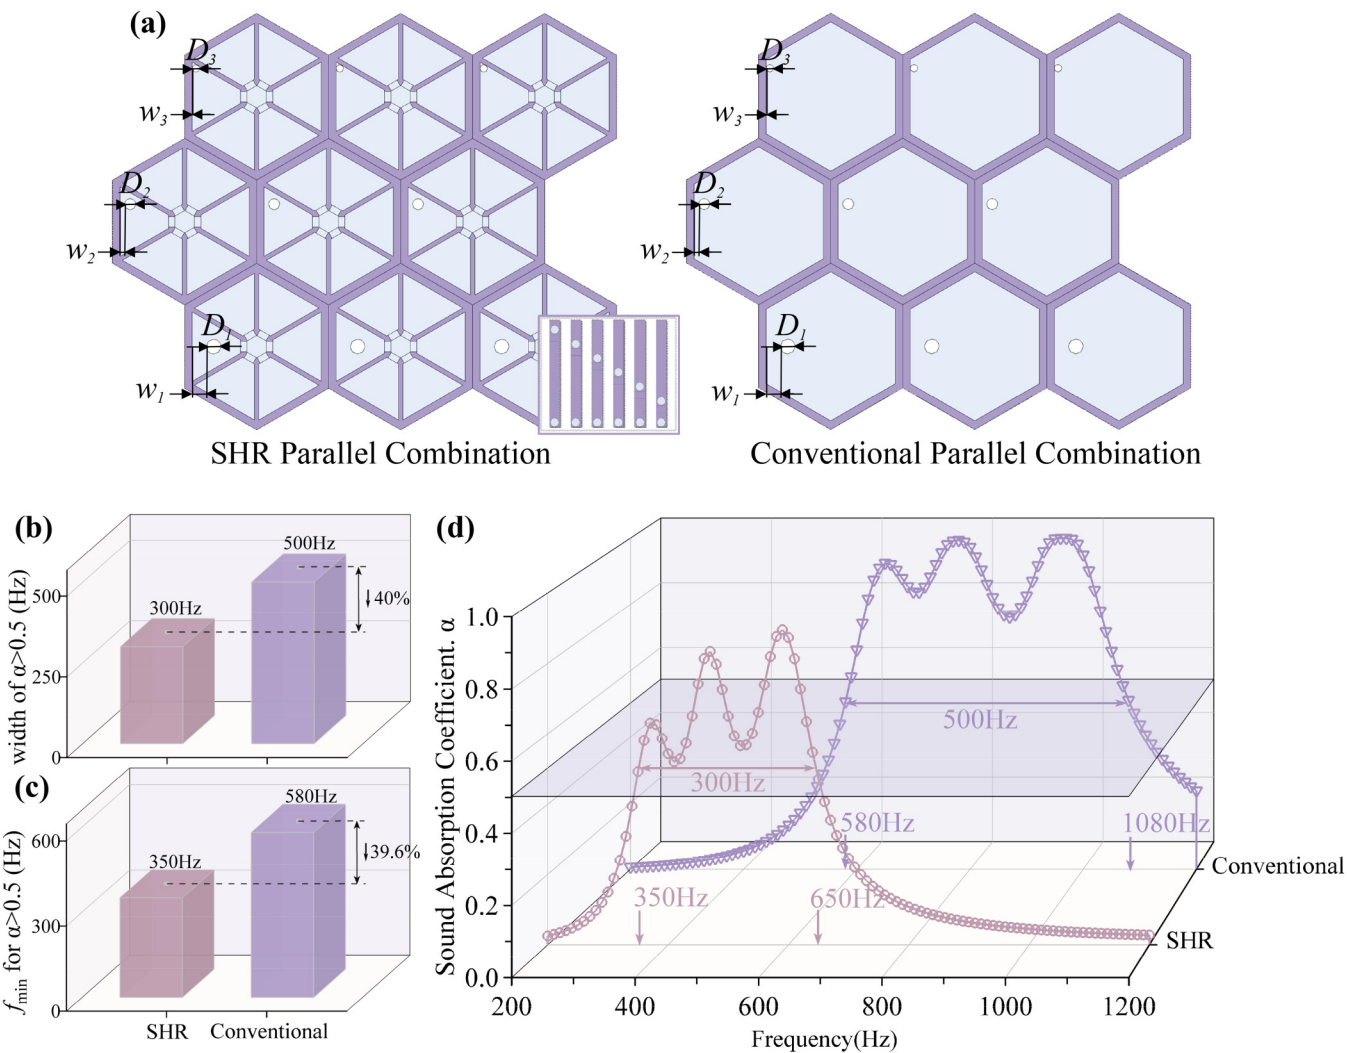 (a)
D3
w3
D2
w2
D1
w1
SHR Parallel Combination
D3
w3
D2
w2
D1
w1
Conventional Parallel Combination
(b)
width of α>0.5 (Hz)
500
250
0
300Hz
500Hz
40%
(c)
fmin for α>0.5 (Hz)
600
300
0
350Hz
580Hz
39.6%
SHR
Conventional
(d)
Sound Absorption Coefficient. α
1.0
0.8
0.6
0.4
0.2
0.0
500Hz
300Hz
580Hz
1080Hz
350Hz
650Hz
Conventional
SHR
200
400
600
800
1000
1200
Frequency(Hz)